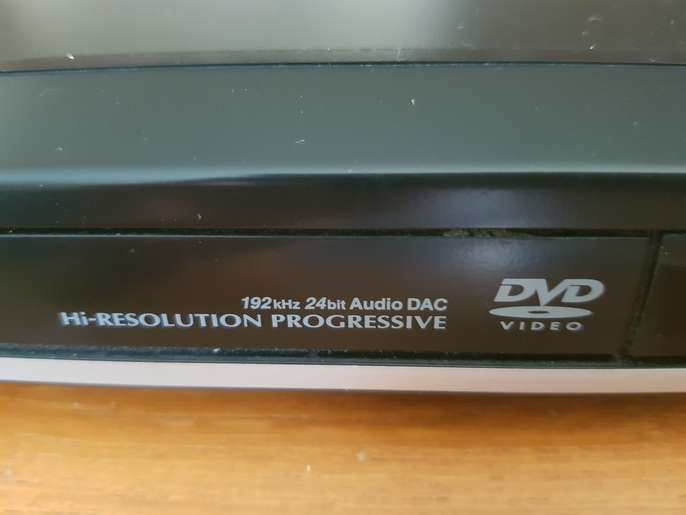 192kHz 24bit Audio DAC
Hi-RESOLUTION PROGRESSIVE
DVD
VIDEO